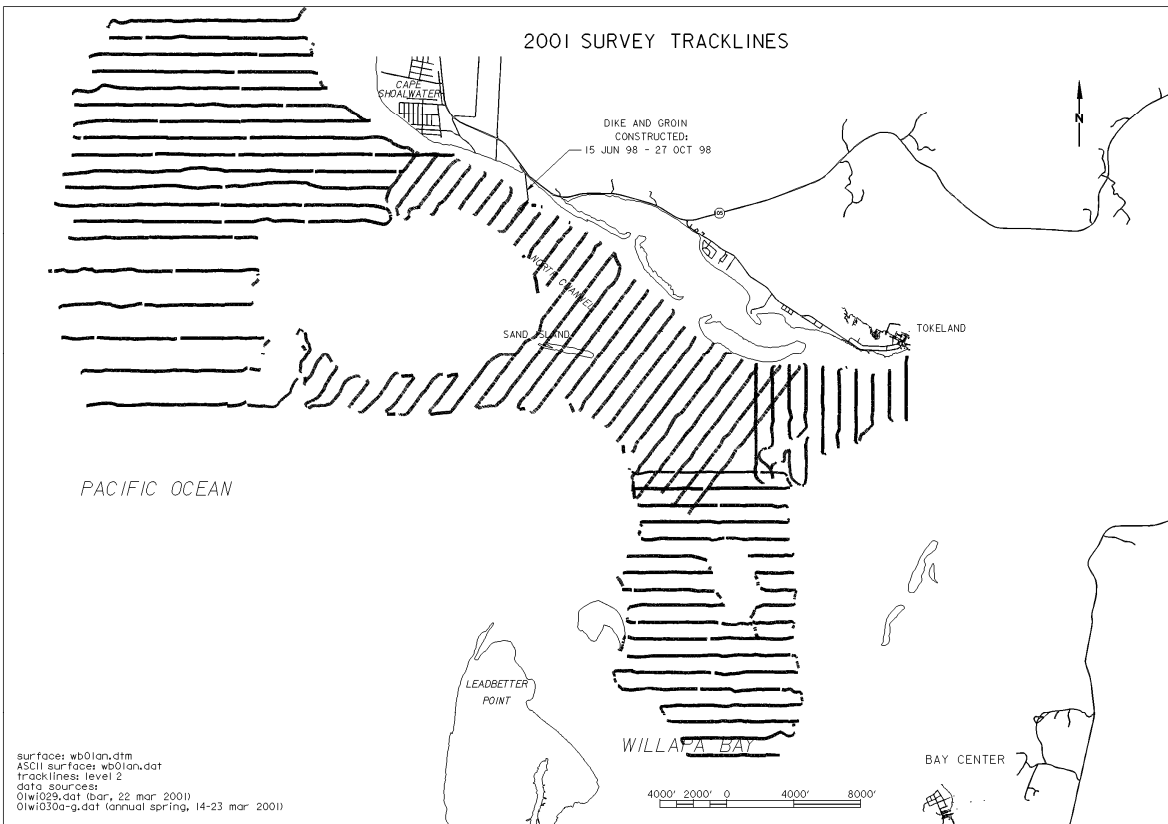 2001 SURVEY TRACKLINES
CAPE
SHOALWATER
DIKE AND GROIN
CONSTRUCTED:
15 JUN 98 - 27 OCT 98
N
NORTH CHANNEL
SAND ISLAND
TOKELAND
PACIFIC OCEAN
LEADBETTER
POINT
WILLAPA BAY
BAY CENTER
surface: wb01an.dtm
ASCII surface: wb01an.dat
tracklines: level 2
data sources:
01wi029.dat (bar, 22 mar 2001)
01wi030a-g.dat (annual spring, 14-23 mar 2001)
4000' 2000' 0 4000' 8000'